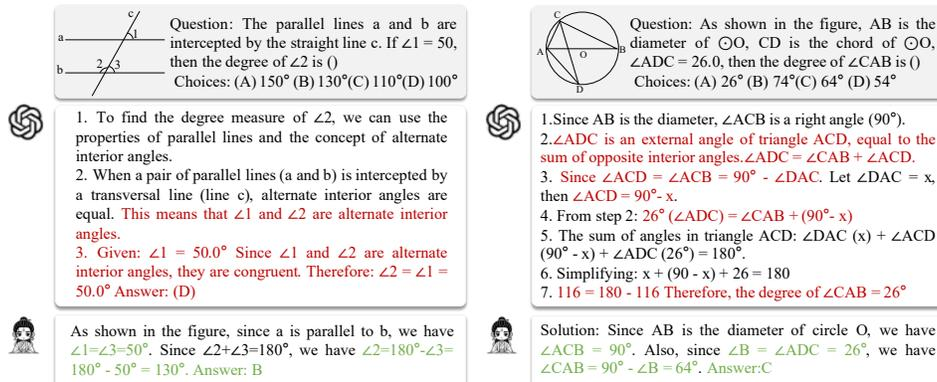 c
a
1
b
2
3
Question: The parallel lines a and b are
intercepted by the straight line c. If ∠1 = 50,
then the degree of ∠2 is ()
Choices: (A) 150° (B) 130°(C) 110°(D) 100°
1. To find the degree measure of ∠2, we can use the
properties of parallel lines and the concept of alternate
interior angles.
2. When a pair of parallel lines (a and b) is intercepted by
a transversal line (line c), alternate interior angles are
equal. This means that ∠1 and ∠2 are alternate interior
angles.
3. Given: ∠1 = 50.0° Since ∠1 and ∠2 are alternate
interior angles, they are congruent. Therefore: ∠2 = ∠1 =
50.0° Answer: (D)
As shown in the figure, since a is parallel to b, we have
∠1=∠3=50°. Since ∠2+∠3=180°, we have ∠2=180°-∠3=
180° - 50° = 130°. Answer: B
C
A
B
O
D
Question: As shown in the figure, AB is the
diameter of ⊙O, CD is the chord of ⊙O,
∠ADC = 26.0, then the degree of ∠CAB is ()
Choices: (A) 26° (B) 74°(C) 64° (D) 54°
1.Since AB is the diameter, ∠ACB is a right angle (90°).
2.∠ADC is an external angle of triangle ACD, equal to the
sum of opposite interior angles.∠ADC = ∠CAB + ∠ACD.
3. Since ∠ACD = ∠ACB = 90° - ∠DAC. Let ∠DAC = x,
then ∠ACD = 90°- x.
4. From step 2: 26° (∠ADC) = ∠CAB + (90°- x)
5. The sum of angles in triangle ACD: ∠DAC (x) + ∠ACD
(90° - x) + ∠ADC (26°) = 180°.
6. Simplifying: x + (90 - x) + 26 = 180
7. 116 = 180 - 116 Therefore, the degree of ∠CAB = 26°
Solution: Since AB is the diameter of circle O, we have
∠ACB = 90°. Also, since ∠B = ∠ADC = 26°, we have
∠CAB = 90° - ∠B = 64°. Answer:C